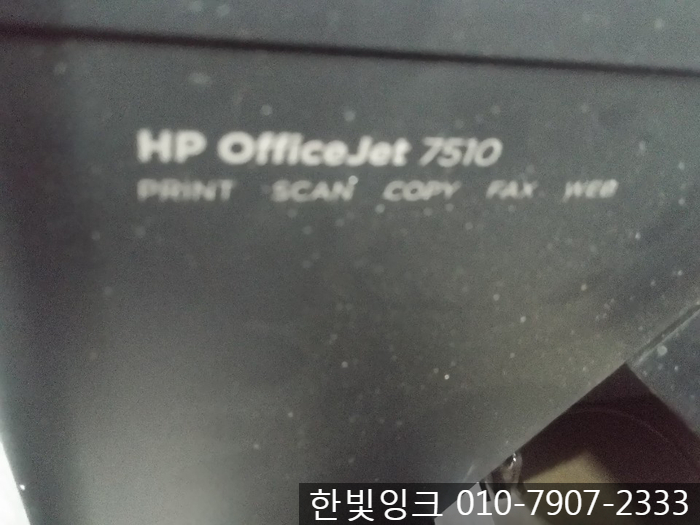 HP OfficeJet 7510
PRINT SCAN COPY FAX WEB
한빛잉크 010-7907-2333